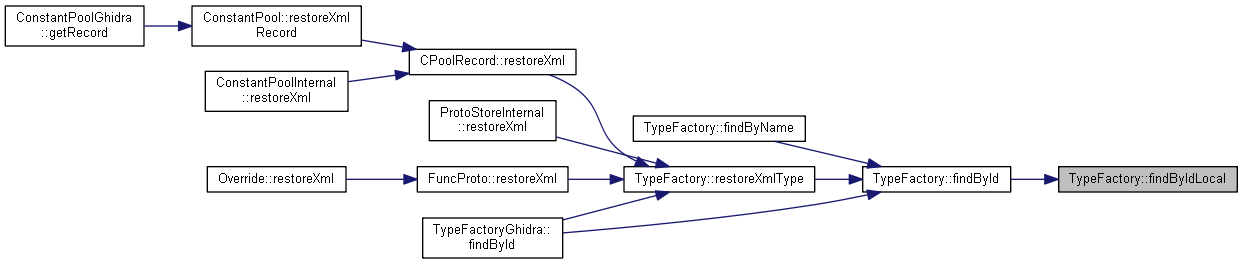 ConstantPoolGhidra
::getRecord
ConstantPool::restoreXml
Record
CPoolRecord::restoreXml
ConstantPoolInternal
::restoreXml
ProtoStoreInternal
::restoreXml
TypeFactory::findByName
Override::restoreXml
FuncProto::restoreXml
TypeFactory::restoreXmlType
TypeFactory::findById
TypeFactory::findByIdLocal
TypeFactoryGhidra::
findById